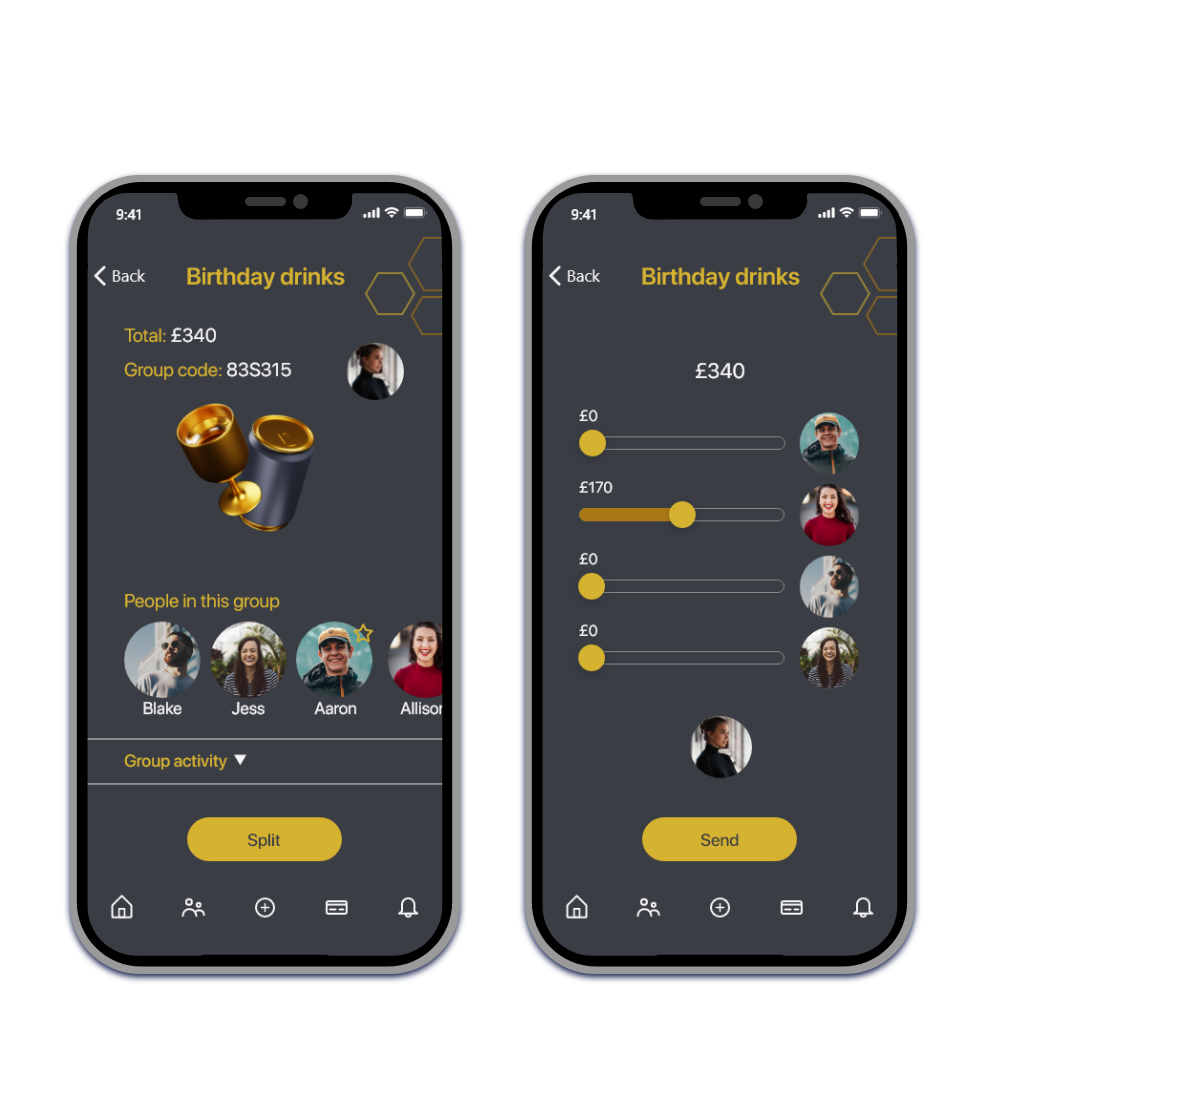 9:41
Back
Birthday drinks
Total: £340
Group code: 83S315
People in this group
Blake Jess Aaron Allison
Group activity
Split
9:41
Back
Birthday drinks
£340
£0
£170
£0
£0
Send